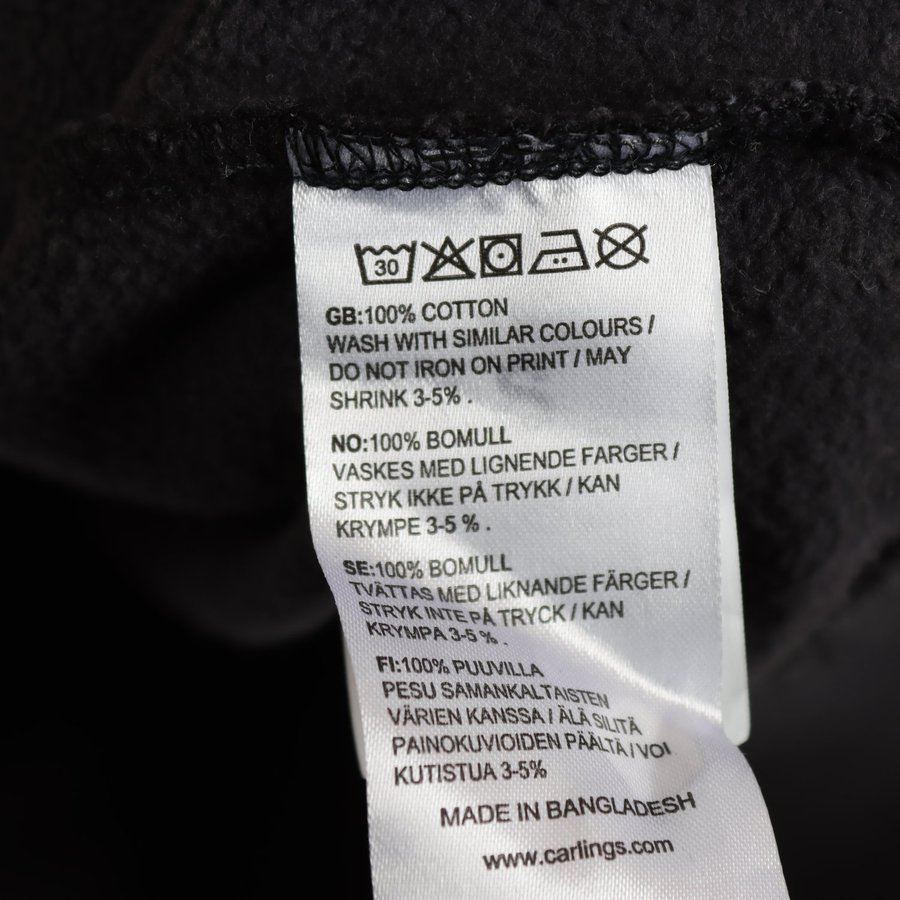 30
GB:100% COTTON
WASH WITH SIMILAR COLOURS /
DO NOT IRON ON PRINT / MAY
SHRINK 3-5% .
NO:100% BOMULL
VASKES MED LIGNENDE FARGER /
STRYK IKKE PÅ TRYKK / KAN
KRYMPE 3-5 % .
SE:100% BOMULL
TVÄTTAS MED LIKNANDE FÄRGER /
STRYK INTE PÅ TRYCK / KAN
KRYMPA 3-5 % .
FI:100% PUUVILLA
PESU SAMANKALTAISTEN
VÄRIEN KANSSA / ÄLÄ SILITÄ
PAINOKUVIOIDEN PÄÄLTÄ / VOI
KUTISTUA 3-5%
MADE IN BANGLADESH
www.carlings.com